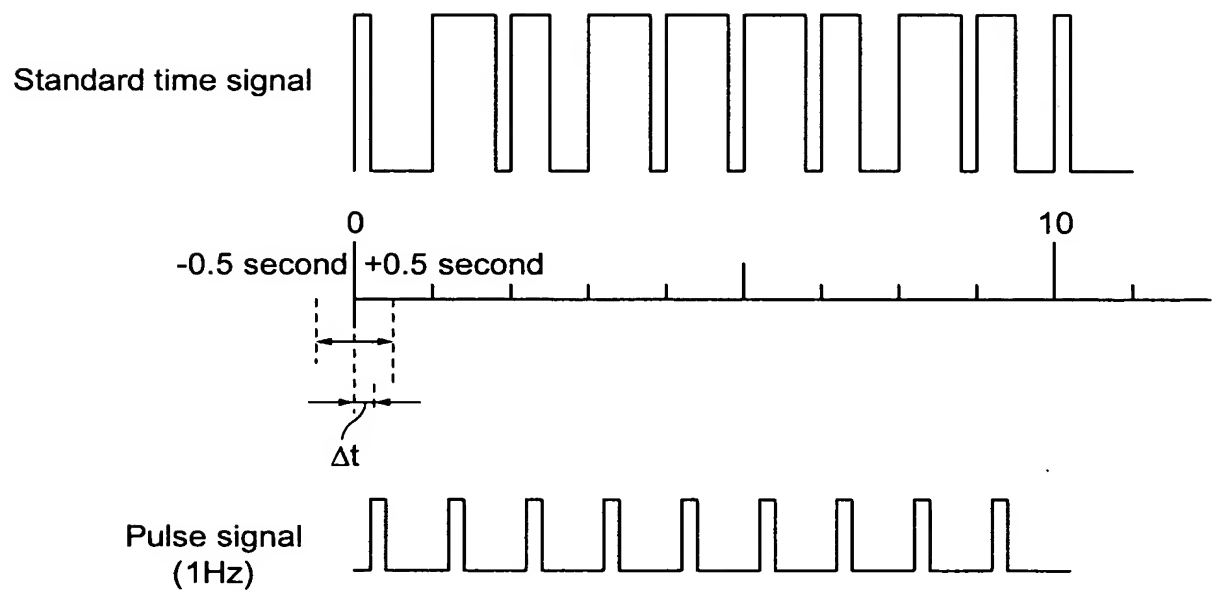 Standard time signal
0
10
-0.5 second
+0.5 second
Δt
Pulse signal
(1Hz)